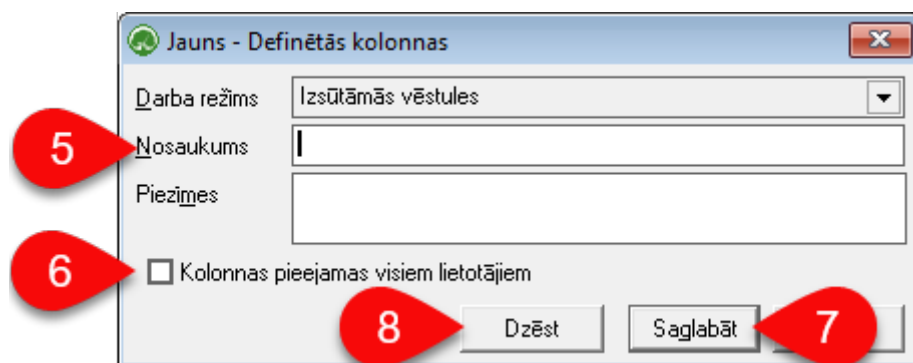 Jauns - Definētās kolonnas
Darba režīms Izsūtāmās vēstules
5 Nosaukums
Piezīmes
6 Kolonnas pieejamas visiem lietotājiem
8 Dzēst Saglabāt 7